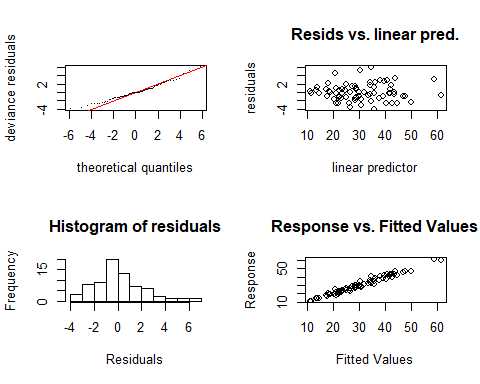 deviance residuals
2
-4
-6 -4 -2 0 2 4 6
theoretical quantiles
Resids vs. linear pred.
residuals
2
-4
10 20 30 40 50 60
linear predictor
Histogram of residuals
Frequency
15
0
-4 -2 0 2 4 6
Residuals
Response vs. Fitted Values
Response
50
10
10 20 30 40 50 60
Fitted Values